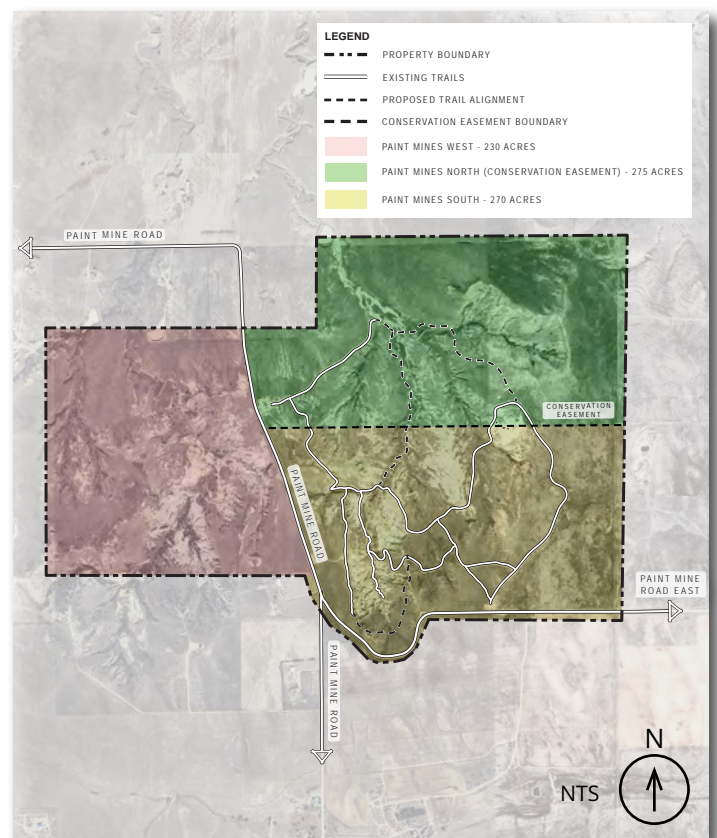 LEGEND
PROPERTY BOUNDARY
EXISTING TRAILS
PROPOSED TRAIL ALIGNMENT
CONSERVATION EASEMENT BOUNDARY
PAINT MINES WEST - 230 ACRES
PAINT MINES NORTH (CONSERVATION EASEMENT) - 275 ACRES
PAINT MINES SOUTH - 270 ACRES
PAINT MINE ROAD
CONSERVATION
EASEMENT
PAINT MINE ROAD
PAINT MINE
ROAD EAST
PAINT MINE ROAD
N
NTS